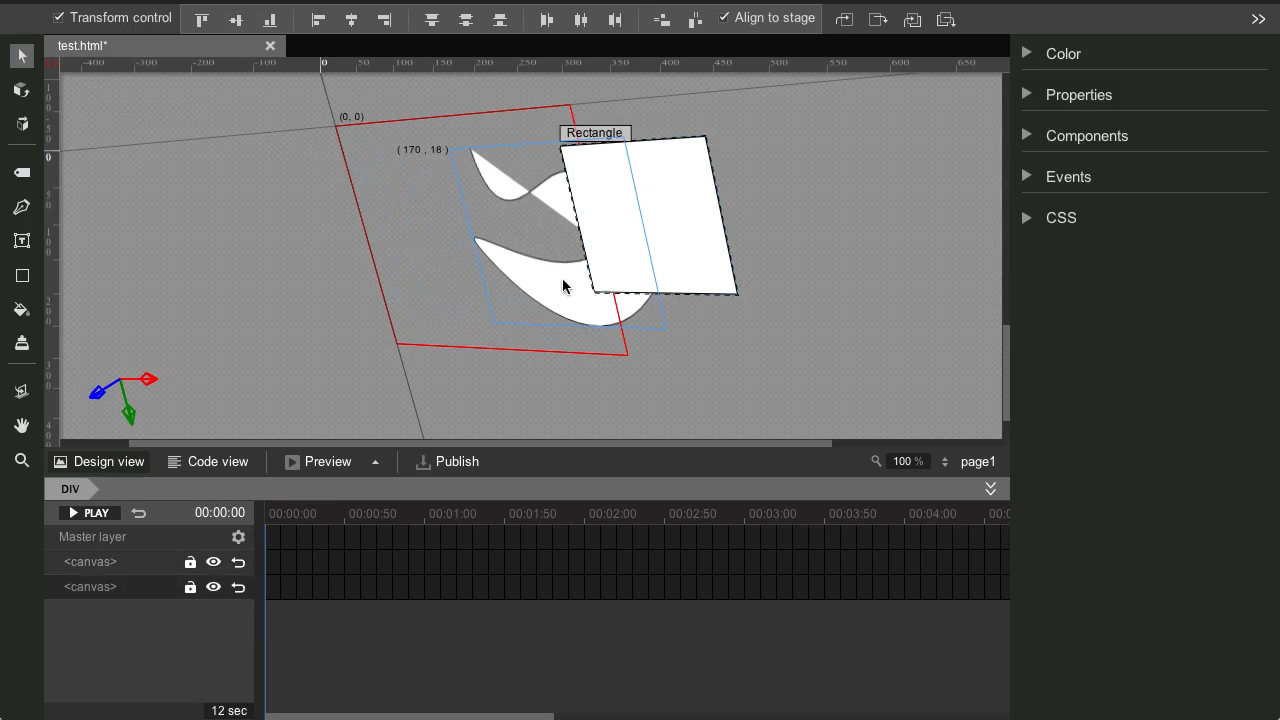 Transform control
Align to stage
test.html*
-400 -300 -200 -100 0 50 100 150 200 250 300 350 400 450 500 550 600 650
(0, 0)
( 170 , 18 )
Rectangle
Color
Properties
Components
Events
CSS
Design view
Code view
Preview
Publish
100 %
page1
DIV
PLAY
00:00:00
00:00:00 00:00:50 00:01:00 00:01:50 00:02:00 00:02:50 00:03:00 00:03:50 00:04:00
Master layer
<canvas>
<canvas>
12 sec